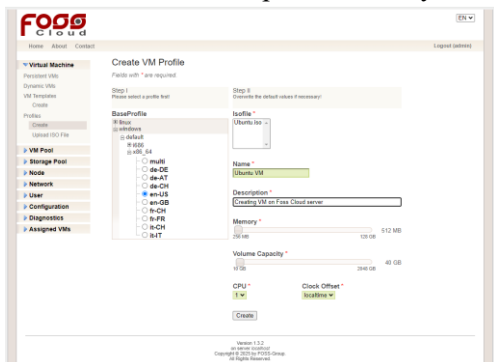 FOSS
Cloud
EN
Home About Contact
Logout (admin)
Virtual Machine
Persistent VMs
Dynamic VMs
VM Templates
Create
Profiles
Create
Upload ISO File
VM Pool
Storage Pool
Node
Network
User
Configuration
Diagnostics
Assigned VMs
Create VM Profile
Fields with * are required.
Step I
Please select a profile first!
BaseProfile
linux
windows
default
i686
x86_64
multi
de-DE
de-AT
de-CH
en-US
en-GB
fr-CH
fr-FR
it-CH
it-IT
Step II
Overwrite the default values if necessary!
Isofile *
Ubuntu.iso
Name *
Ubuntu VM
Description *
Creating VM on Foss Cloud server
Memory *
512 MB
256 MB 128 GB
Volume Capacity *
40 GB
10 GB 2048 GB
CPU * Clock Offset *
1 localtime
Create
Version 1.3.2
on server localhost
Copyright © 2020 by FOSS-Group
All Rights Reserved